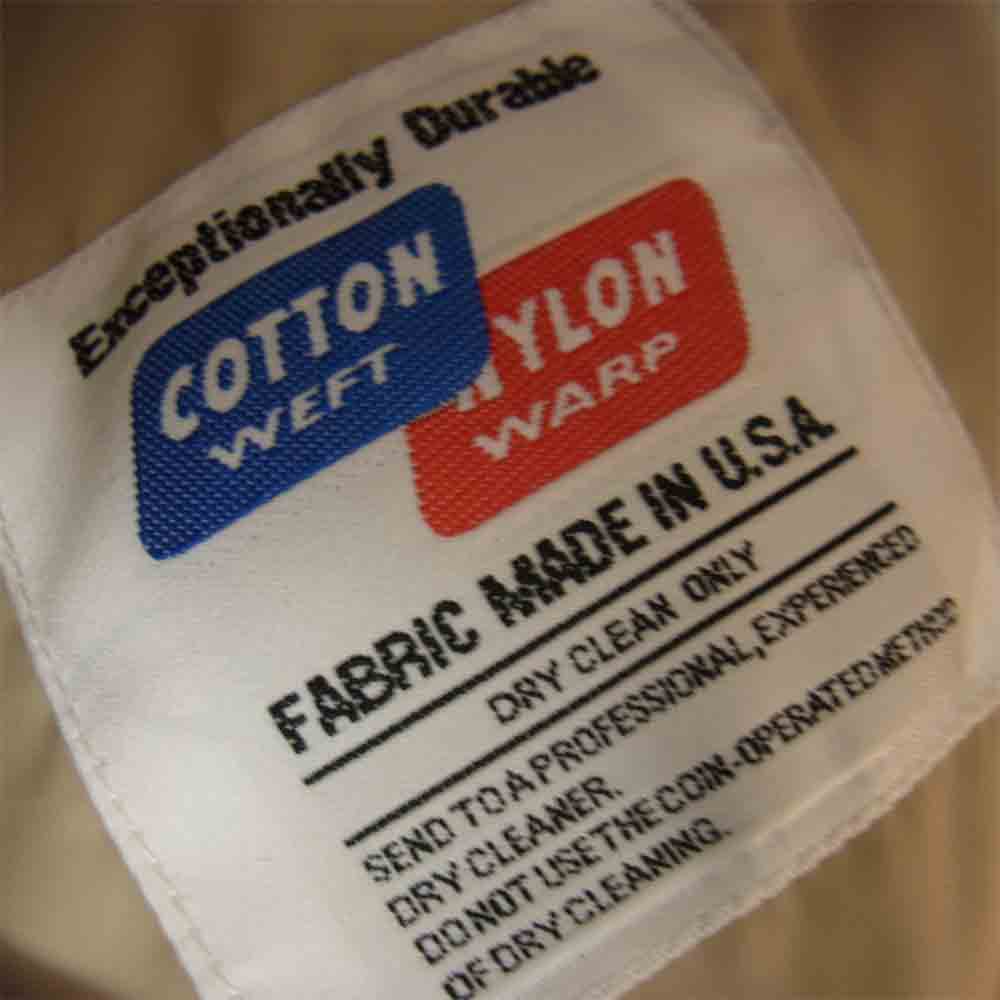 Exceptionally Durable
COTTON
WEFT
NYLON
WARP
FABRIC MADE IN U.S.A.
DRY CLEAN ONLY
SEND TO A PROFESSIONAL, EXPERIENCED
DRY CLEANER.
DO NOT USE THE COIN-OPERATED METHOD
OF DRY CLEANING.